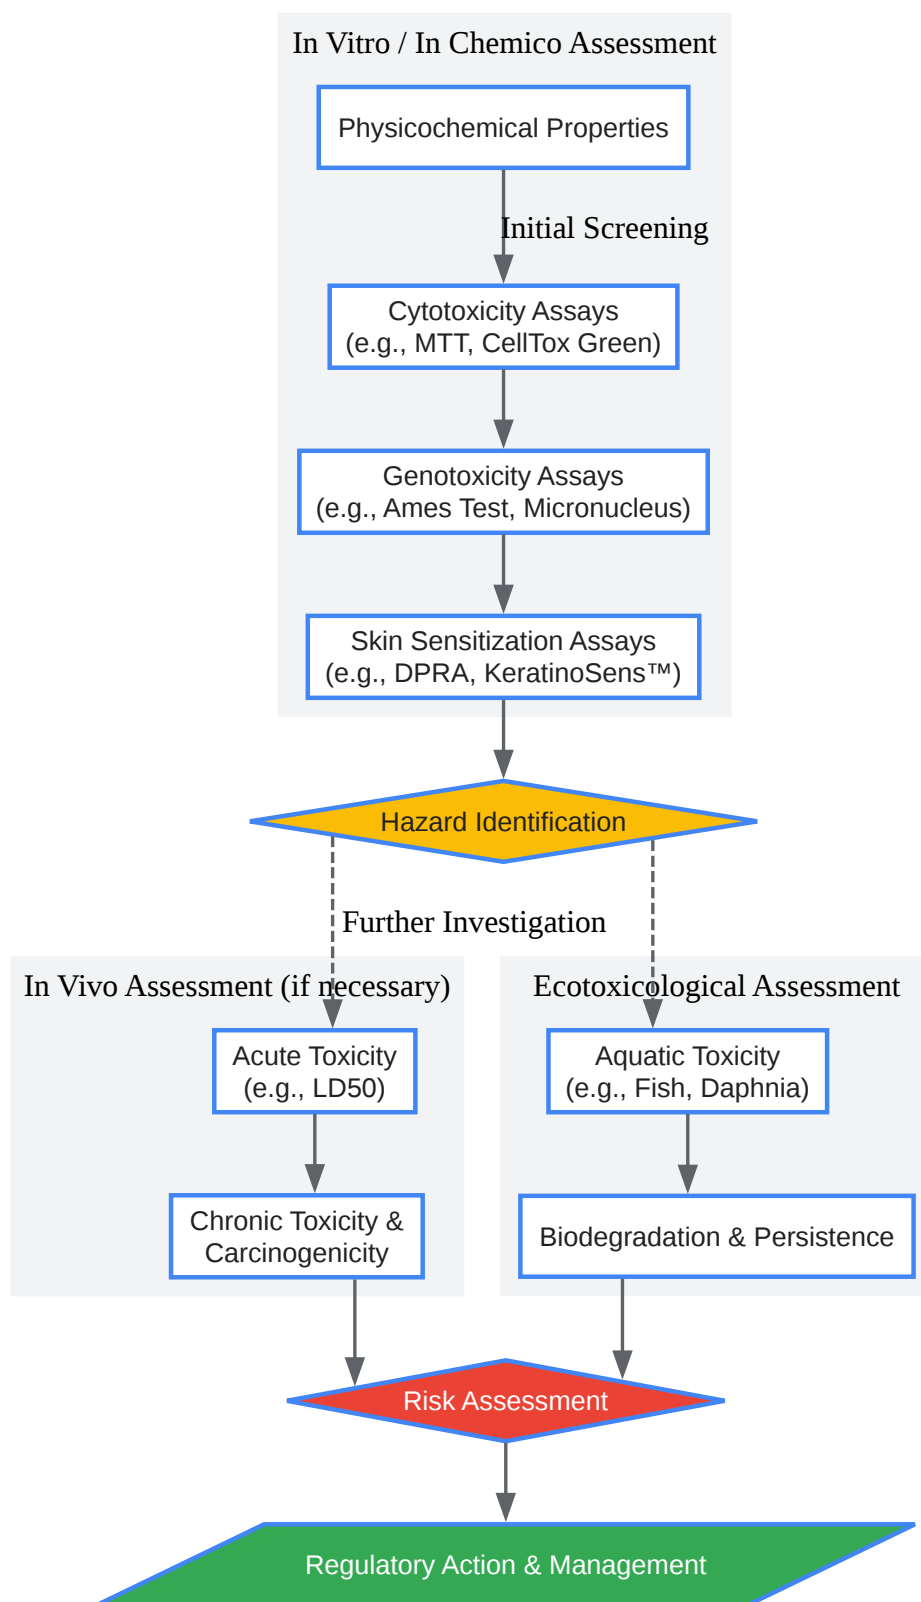 In Vitro / In Chemico Assessment
Physicochemical Properties
Initial Screening
Cytotoxicity Assays
(e.g., MTT, CellTox Green)
Genotoxicity Assays
(e.g., Ames Test, Micronucleus)
Skin Sensitization Assays
(e.g., DPRA, KeratinoSens™)
Hazard Identification
Further Investigation
In Vivo Assessment (if necessary)
Acute Toxicity
(e.g., LD50)
Chronic Toxicity &
Carcinogenicity
Ecotoxicological Assessment
Aquatic Toxicity
(e.g., Fish, Daphnia)
Biodegradation & Persistence
Risk Assessment
Regulatory Action & Management